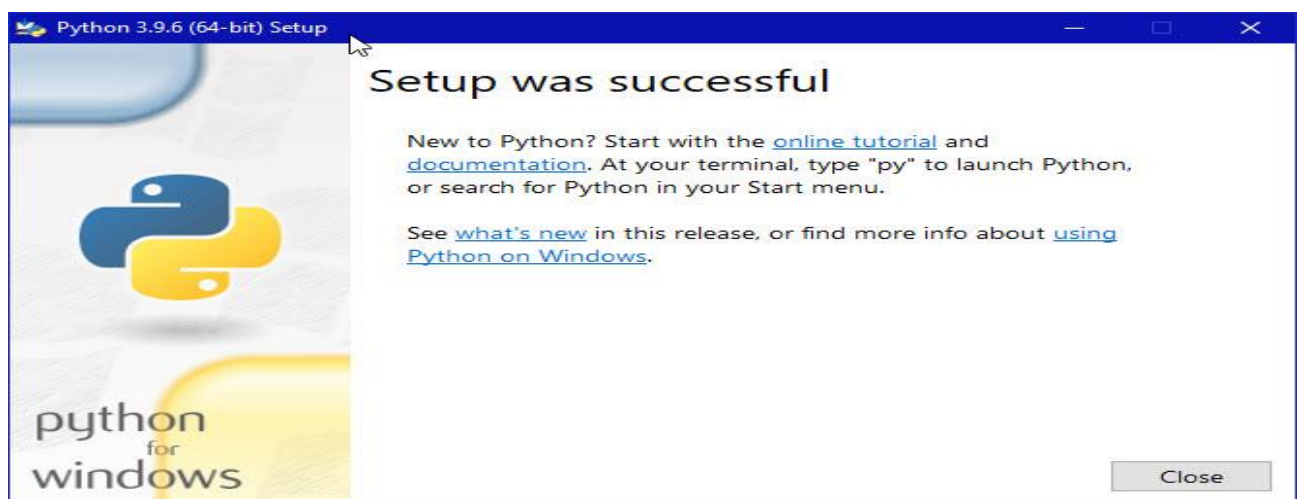 Python 3.9.6 (64-bit) Setup
Setup was successful
New to Python? Start with the online tutorial and
documentation. At your terminal, type "py" to launch Python,
or search for Python in your Start menu.
See what's new in this release, or find more info about using
Python on Windows.
python
for
windows
Close